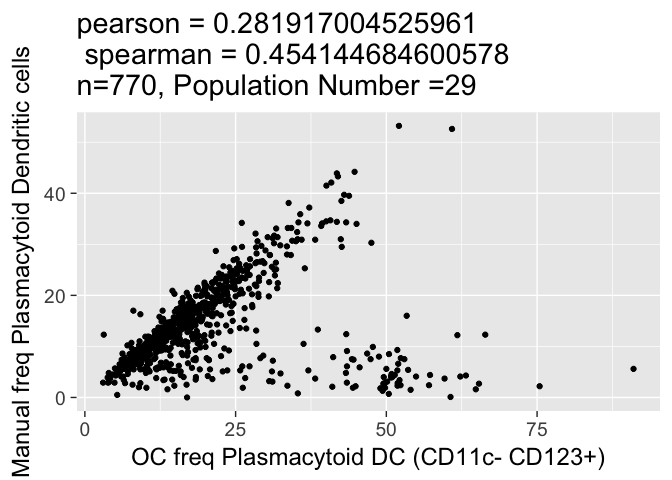 pearson = 0.281917004525961
spearman = 0.454144684600578
n=770, Population Number =29
Manual freq Plasmacytoid Dendritic cells
40
20
0
0 25 50 75
OC freq Plasmacytoid DC (CD11c- CD123+)